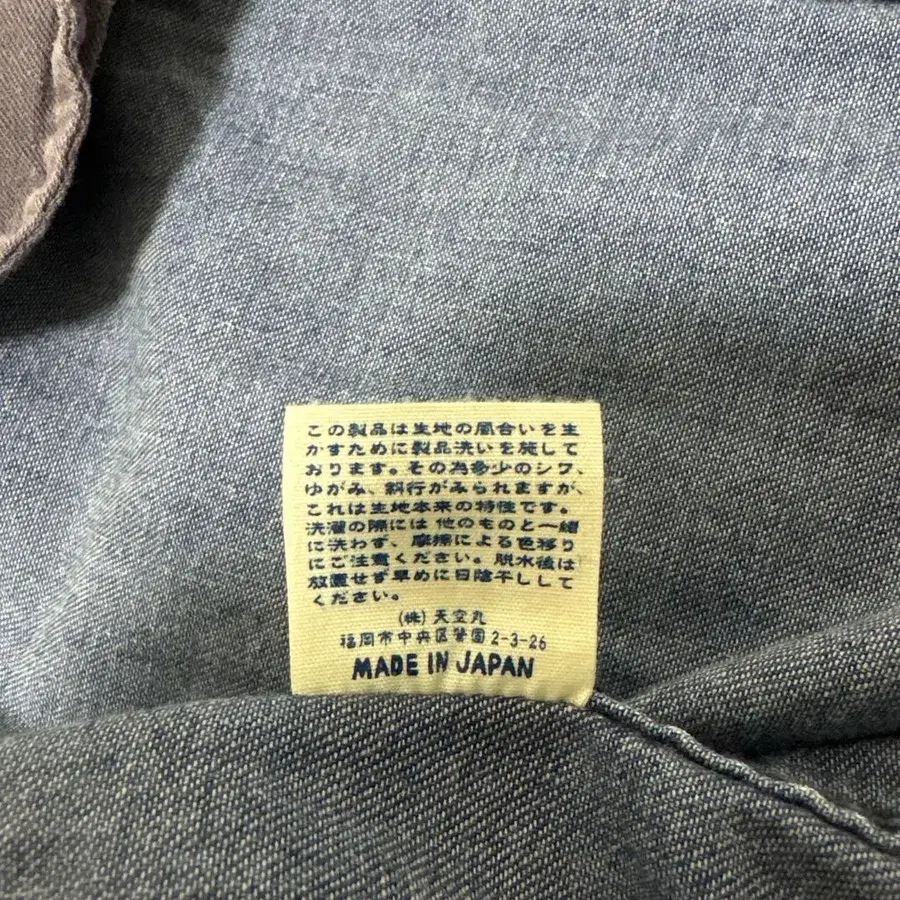 この製品は生地の風合いを生
かすために製品洗いを施して
おります。その為多少のシワ、
ゆがみ、斜行がみられますが、
これは生地本来の特性です。
洗濯の際には他のものと一緒
に洗わず、摩擦による色移り
にご注意ください。脱水後は
放置せず早めに日陰干しして
ください。
(株)天空丸
福岡市中央区警固2-3-26
MADE IN JAPAN